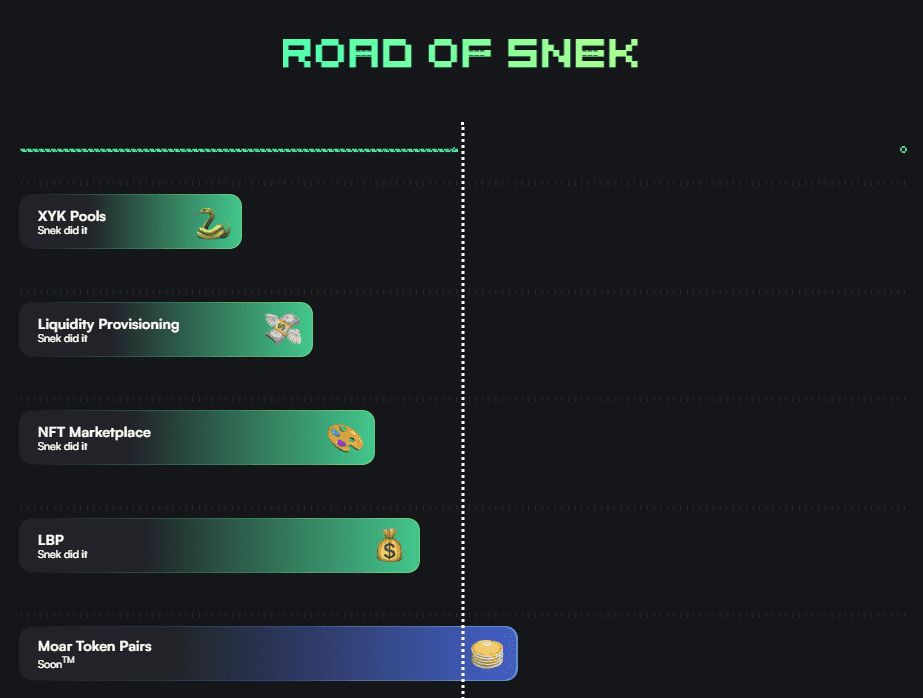 ROAD OF SNEK
XYK Pools
Snek did it
Liquidity Provisioning
Snek did it
NFT Marketplace
Snek did it
LBP
Snek did it
Moar Token Pairs
Soon™